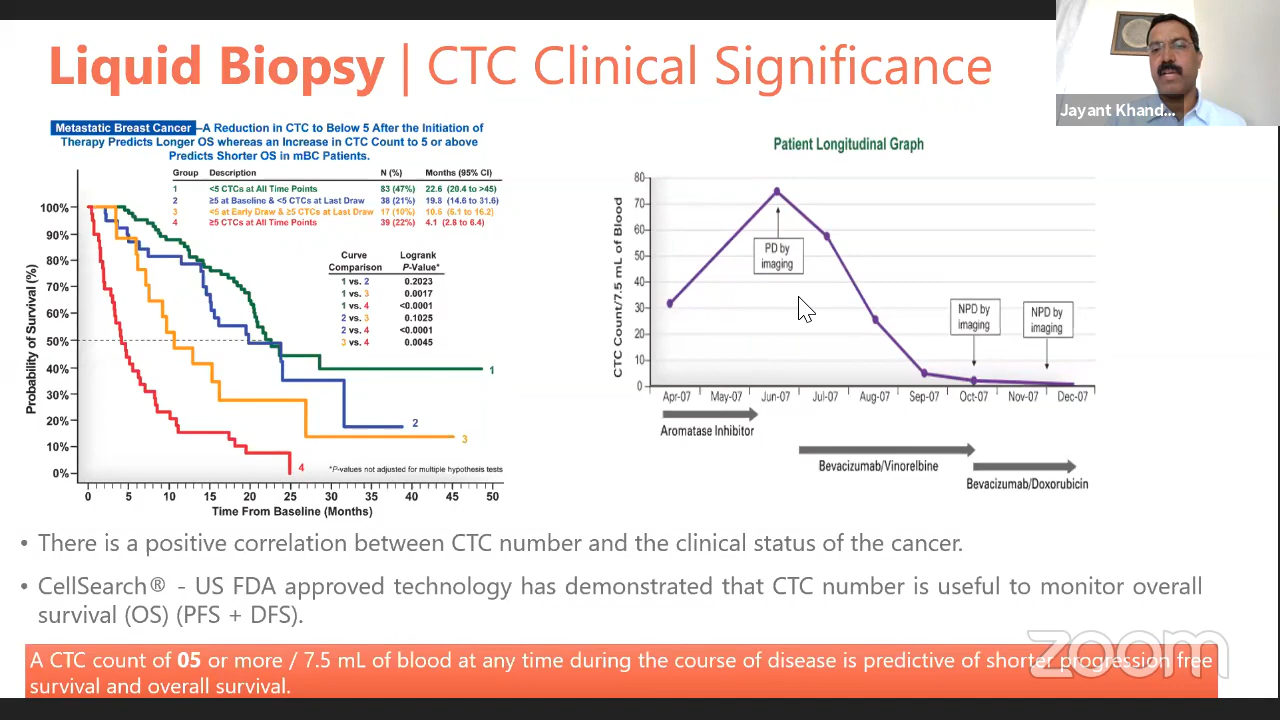 Liquid Biopsy | CTC Clinical Significance
Jayant Khand...
Metastatic Breast Cancer –A Reduction in CTC to Below 5 After the Initiation of
Therapy Predicts Longer OS whereas an Increase in CTC Count to 5 or above
Predicts Shorter OS in mBC Patients.
Group Description N (%) Months (95% CI)
1 <5 CTCs at All Time Points 83 (47%) 22.6 (20.4 to >45)
2 ≥5 at Baseline & <5 CTCs at Last Draw 38 (21%) 19.8 (14.6 to 31.6)
3 <5 at Early Draw & ≥5 CTCs at Last Draw 17 (10%) 10.6 (6.1 to 16.2)
4 ≥5 CTCs at All Time Points 39 (22%) 4.1 (2.8 to 6.4)
Curve Logrank
Comparison P-Value*
1 vs. 2 0.2023
1 vs. 3 0.0017
1 vs. 4 <0.0001
2 vs. 3 0.1025
2 vs. 4 <0.0001
3 vs. 4 0.0045
Probability of Survival (%)
100%
90%
80%
70%
60%
50%
40%
30%
20%
10%
0%
1
2
3
4
*P-values not adjusted for multiple hypothesis tests
0 5 10 15 20 25 30 35 40 45 50
Time From Baseline (Months)
Patient Longitudinal Graph
CTC Count/7.5 mL of Blood
80
70
60
50
40
30
20
10
0
PD by
imaging
NPD by
imaging
NPD by
imaging
Apr-07 May-07 Jun-07 Jul-07 Aug-07 Sep-07 Oct-07 Nov-07 Dec-07
Aromatase Inhibitor
Bevacizumab/Vinorelbine
Bevacizumab/Doxorubicin
• There is a positive correlation between CTC number and the clinical status of the cancer.
• CellSearch® - US FDA approved technology has demonstrated that CTC number is useful to monitor overall
survival (OS) (PFS + DFS).
A CTC count of 05 or more / 7.5 mL of blood at any time during the course of disease is predictive of shorter progression free
survival and overall survival.
zoom